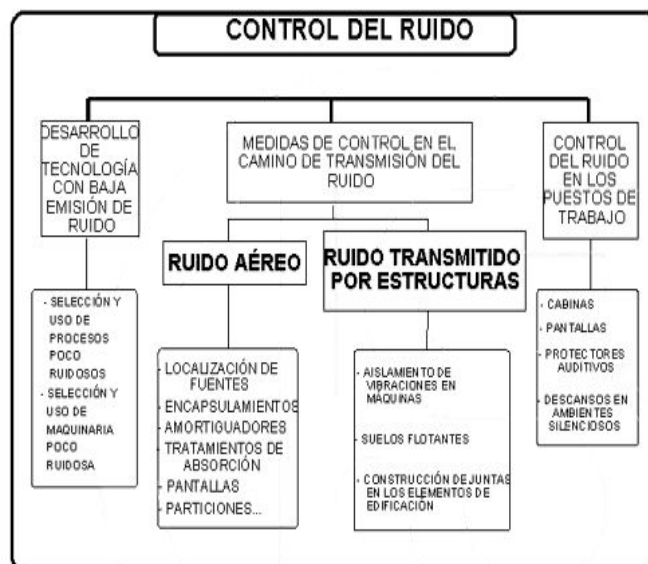 CONTROL DEL RUIDO
DESARROLLO
DE
TECNOLOGÍA
CON BAJA
EMISIÓN DE
RUIDO
MEDIDAS DE CONTROL EN EL
CAMINO DE TRANSMISIÓN DEL
RUIDO
CONTROL
DEL RUIDO
EN LOS
PUESTOS DE
TRABAJO
RUIDO AÉREO
RUIDO TRANSMITIDO
POR ESTRUCTURAS
- SELECCIÓN Y
USO DE
PROCESOS
POCO
RUIDOSOS
- SELECCIÓN Y
USO DE
MAQUINARIA
POCO
RUIDOSA
- LOCALIZACIÓN DE
FUENTES
- ENCAPSULAMIENTOS
- AMORTIGUADORES
- TRATAMIENTOS DE
ABSORCIÓN
- PANTALLAS
- PARTICIONES...
- AISLAMIENTO DE
VIBRACIONES EN
MÁQUINAS
- SUELOS FLOTANTES
- CONSTRUCCIÓN DE JUNTAS
EN LOS ELEMENTOS DE
EDIFICACIÓN
- CABINAS
- PANTALLAS
- PROTECTORES
AUDITIVOS
- DESCANSOS EN
AMBIENTES
SILENCIOSOS